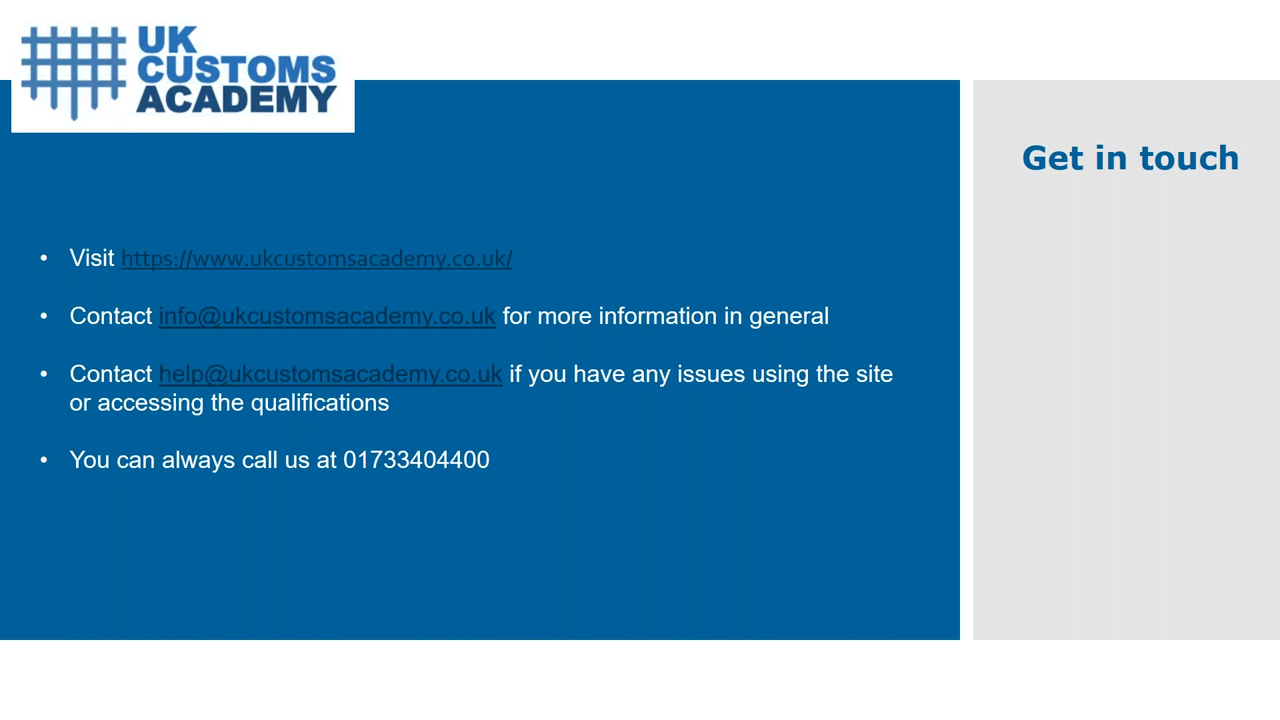 UK
CUSTOMS
ACADEMY
Get in touch
• Visit https://www.ukcustomsacademy.co.uk/
• Contact info@ukcustomsacademy.co.uk for more information in general
• Contact help@ukcustomsacademy.co.uk if you have any issues using the site
or accessing the qualifications
• You can always call us at 01733404400